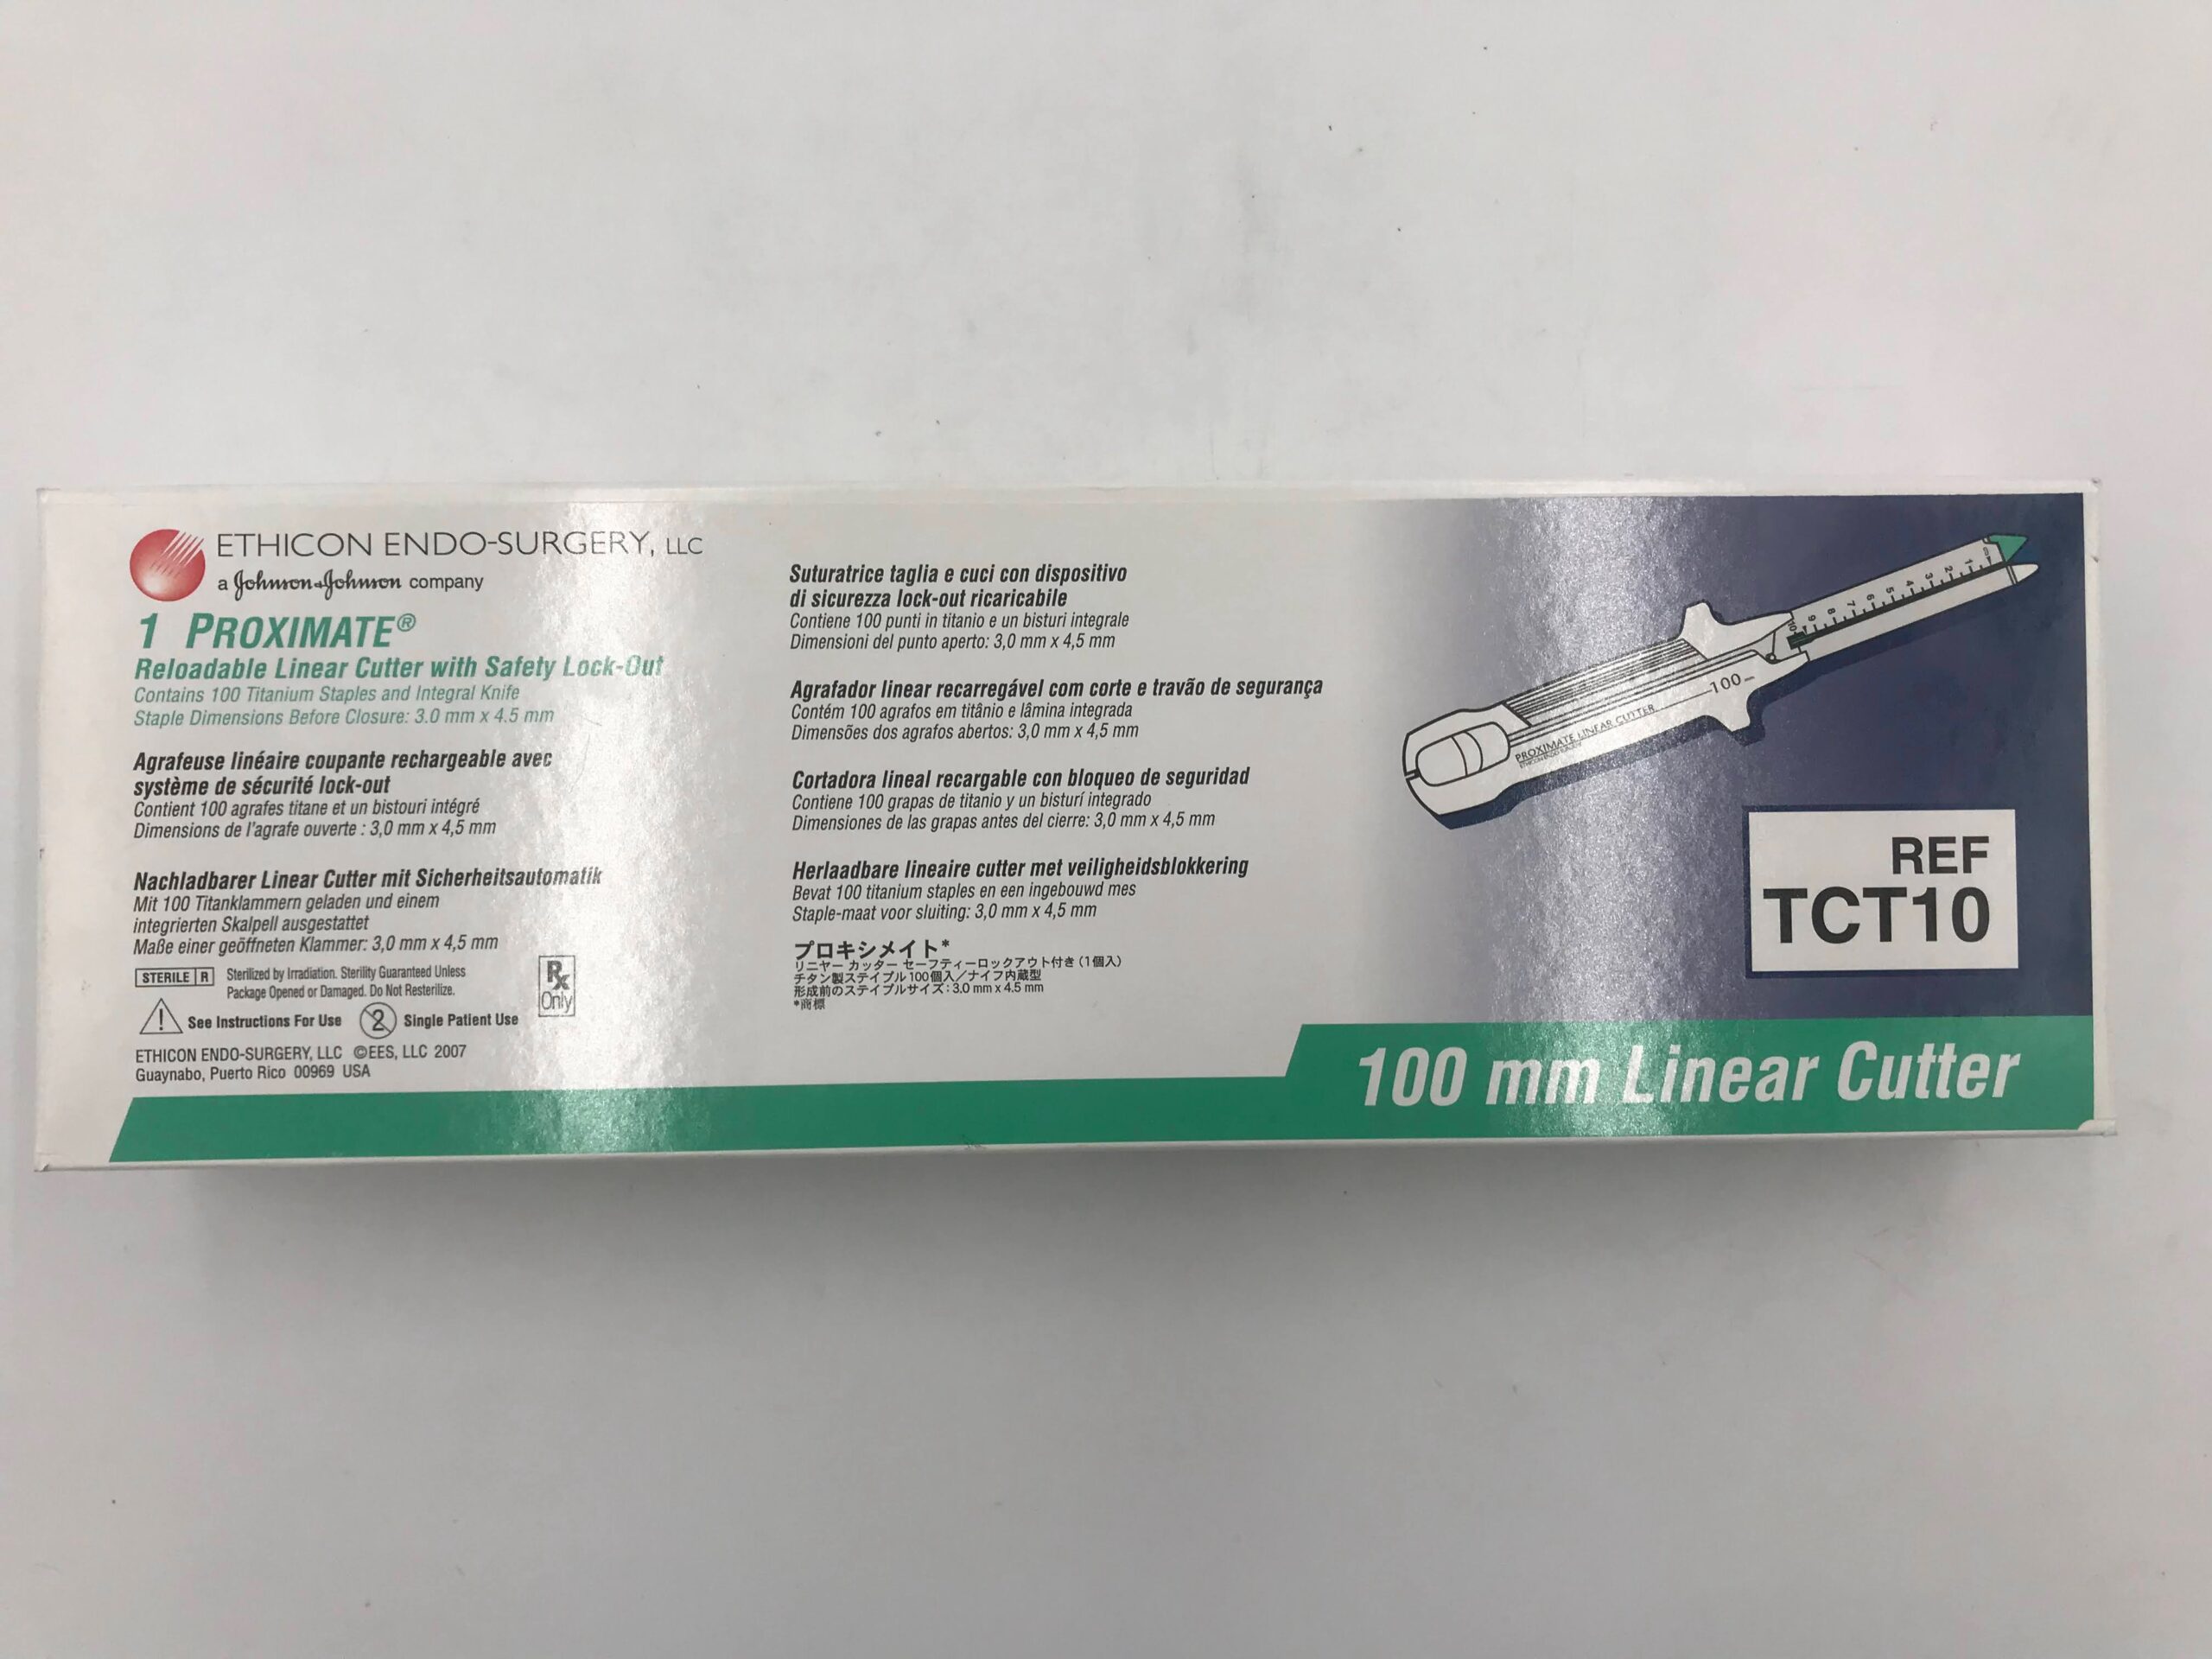 ETHICON ENDO-SURGERY, LLC
a Johnson & Johnson company
1 PROXIMATE®
Reloadable Linear Cutter with Safety Lock-Out
Contains 100 Titanium Staples and Integral Knife
Staple Dimensions Before Closure: 3.0 mm x 4.5 mm
Agrafeuse linéaire coupante rechargeable avec
système de sécurité lock-out
Contient 100 agrafes titane et un bistouri intégré
Dimensions de l'agrafe ouverte : 3,0 mm x 4,5 mm
Nachladbarer Linear Cutter mit Sicherheitsautomatik
Mit 100 Titanklammern geladen und einem
integrierten Skalpell ausgestattet
Maße einer geöffneten Klammer: 3,0 mm x 4,5 mm
STERILE R
Sterilized by Irradiation. Sterility Guaranteed Unless
Package Opened or Damaged. Do Not Resterilize.
Rx
Only
See Instructions For Use
2
Single Patient Use
ETHICON ENDO-SURGERY, LLC ©EES, LLC 2007
Guaynabo, Puerto Rico 00969 USA
Suturatrice taglia e cuci con dispositivo
di sicurezza lock-out ricaricabile
Contiene 100 punti in titanio e un bisturi integrale
Dimensioni del punto aperto: 3,0 mm x 4,5 mm
Agrafador linear recarregável com corte e travão de segurança
Contém 100 agrafos em titânio e lâmina integrada
Dimensões dos agrafos abertos: 3,0 mm x 4,5 mm
Cortadora lineal recargable con bloqueo de seguridad
Contiene 100 grapas de titanio y un bisturí integrado
Dimensiones de las grapas antes del cierre: 3,0 mm x 4,5 mm
Herlaadbare lineaire cutter met veiligheidsblokkering
Bevat 100 titanium staples en een ingebouwd mes
Staple-maat voor sluiting: 3,0 mm x 4,5 mm
プロキシメイト*
リニヤー カッター セーフティーロックアウト付き（1個入）
チタン製ステイプル100個入／ナイフ内蔵型
形成前のステイプルサイズ：3.0 mm x 4.5 mm
*商標
PROXIMATE LINEAR CUTTER
100
10 9 8 7 6 5 4 3 2 1 0
REF
TCT10
100 mm Linear Cutter